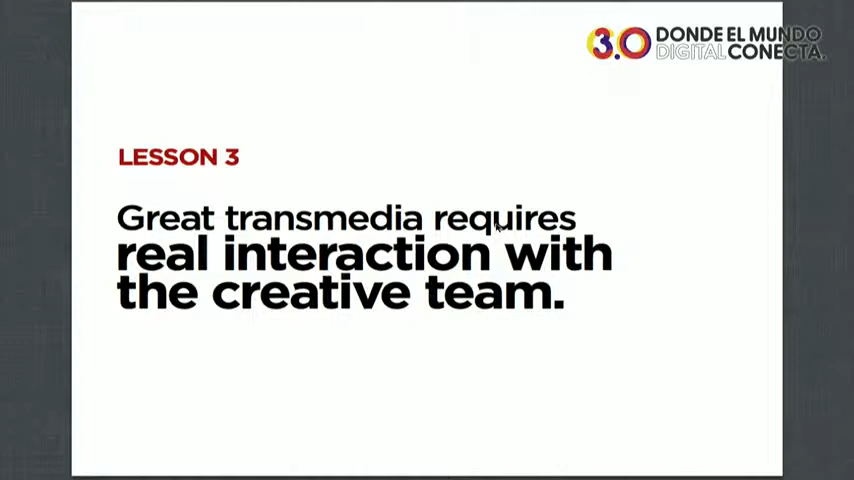 3.0 DONDE EL MUNDO
DIGITAL CONECTA.
LESSON 3
Great transmedia requires
real interaction with
the creative team.